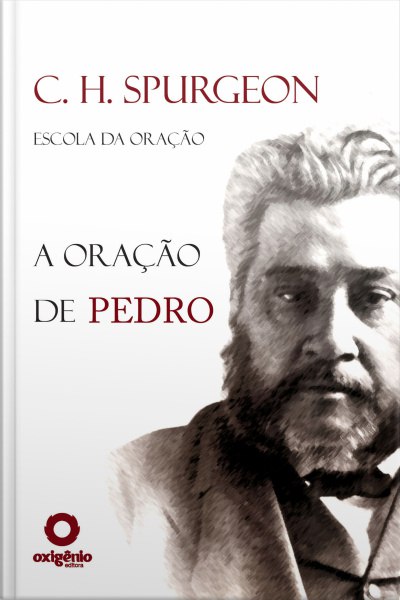 C. H. SPURGEON
ESCOLA DA ORAÇÃO
A ORAÇÃO
DE PEDRO
oxigênio
editora